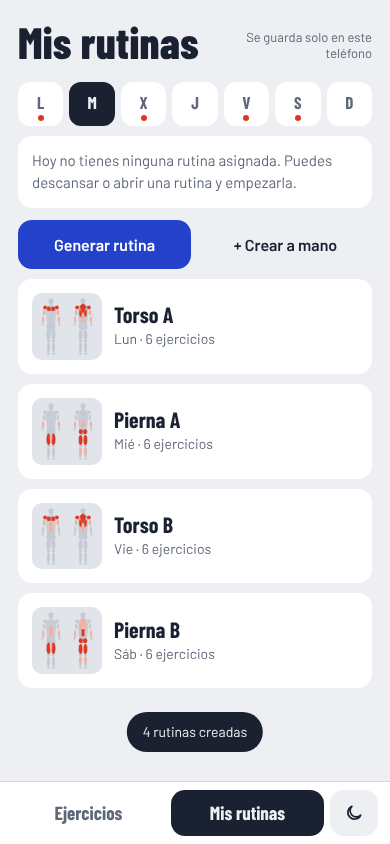 Mis rutinas
Se guarda solo en este
teléfono
L M X J V S D
Hoy no tienes ninguna rutina asignada. Puedes
descansar o abrir una rutina y empezarla.
Generar rutina
+ Crear a mano
Torso A
Lun · 6 ejercicios
Pierna A
Mié · 6 ejercicios
Torso B
Vie · 6 ejercicios
Pierna B
Sáb · 6 ejercicios
4 rutinas creadas
Ejercicios
Mis rutinas